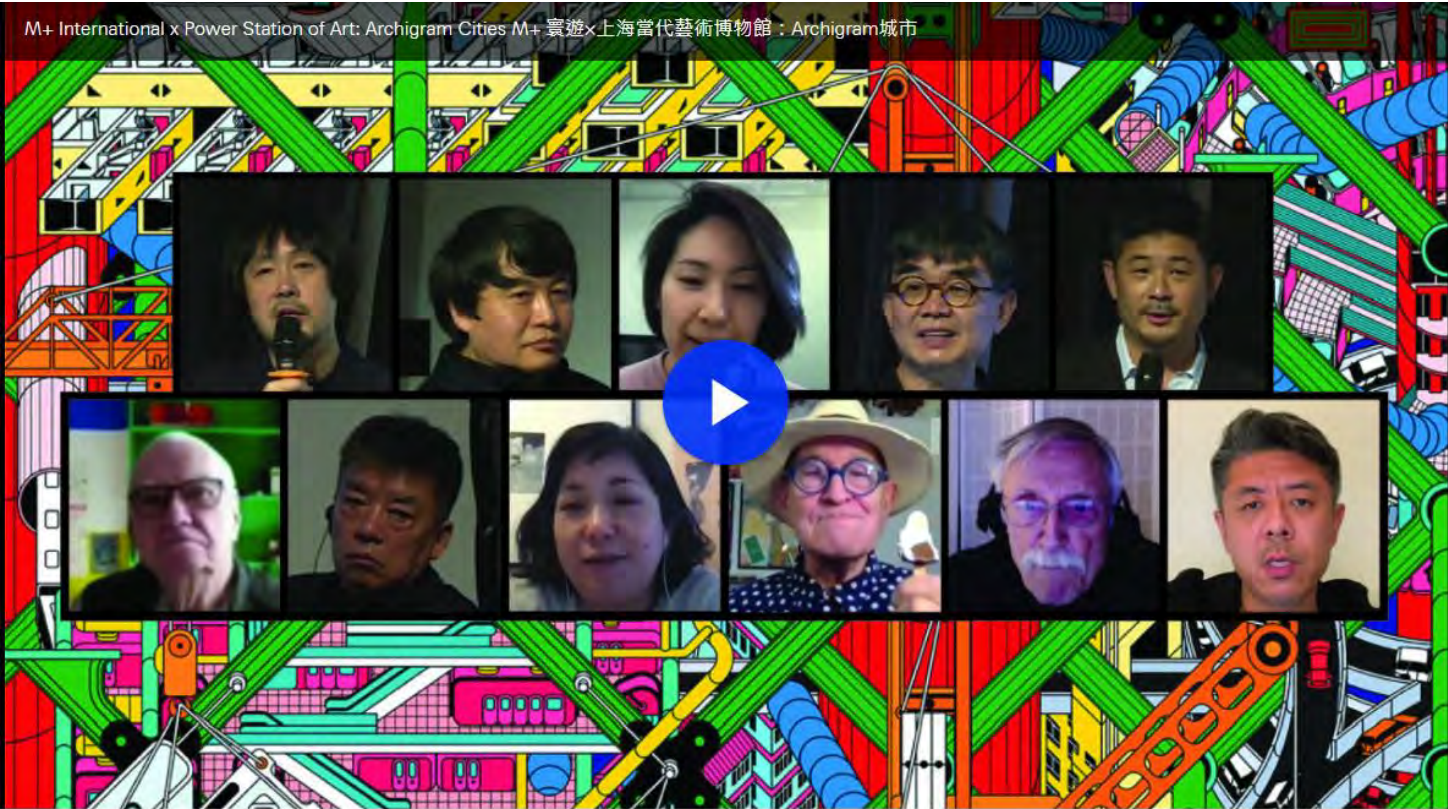 M+ International x Power Station of Art: Archigram Cities M+ 寰遊×上海當代藝術博物館：Archigram城市